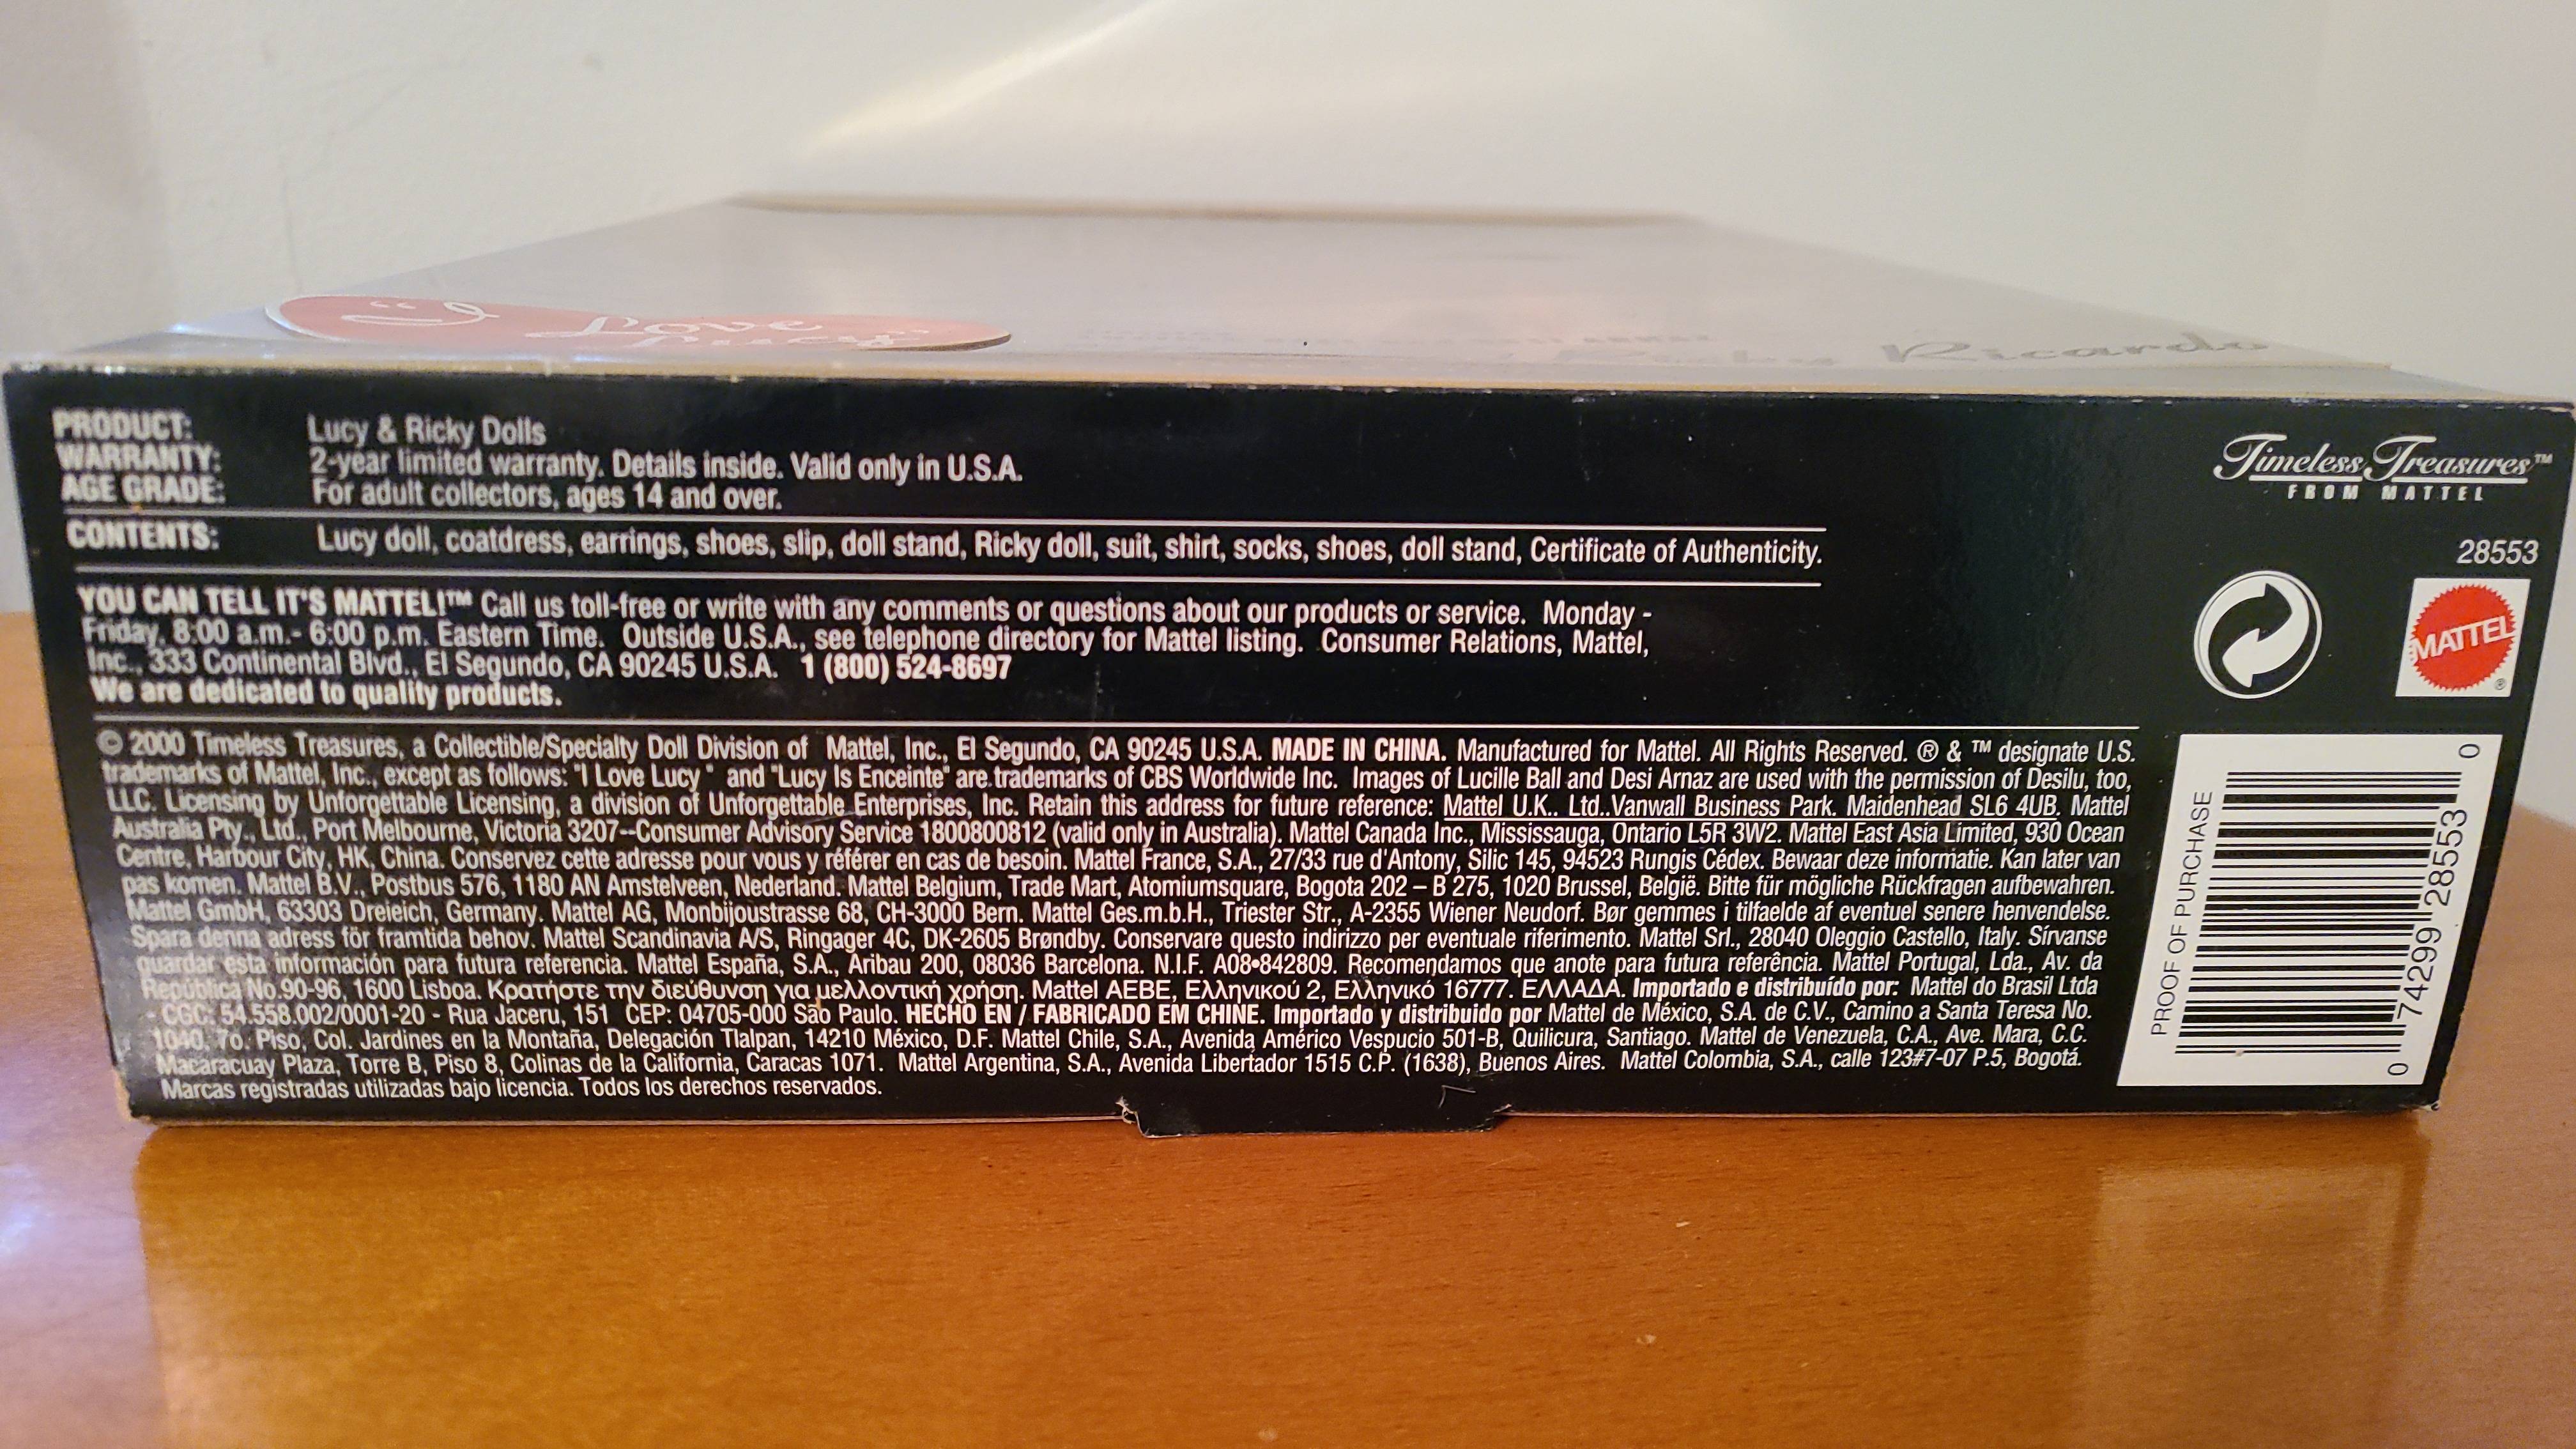 I Love Lucy
Ricky Ricardo
PRODUCT: Lucy & Ricky Dolls
WARRANTY: 2-year limited warranty. Details inside. Valid only in U.S.A.
AGE GRADE: For adult collectors, ages 14 and over.
CONTENTS: Lucy doll, coatdress, earrings, shoes, slip, doll stand, Ricky doll, suit, shirt, socks, shoes, doll stand, Certificate of Authenticity.
YOU CAN TELL IT'S MATTEL!™ Call us toll-free or write with any comments or questions about our products or service. Monday -
Friday, 8:00 a.m.- 6:00 p.m. Eastern Time. Outside U.S.A., see telephone directory for Mattel listing. Consumer Relations, Mattel,
Inc., 333 Continental Blvd., El Segundo, CA 90245 U.S.A. 1 (800) 524-8697
We are dedicated to quality products.
© 2000 Timeless Treasures, a Collectible/Specialty Doll Division of Mattel, Inc., El Segundo, CA 90245 U.S.A. MADE IN CHINA. Manufactured for Mattel. All Rights Reserved. ® & ™ designate U.S.
trademarks of Mattel, Inc., except as follows: "I Love Lucy" and "Lucy Is Enceinte" are trademarks of CBS Worldwide Inc. Images of Lucille Ball and Desi Arnaz are used with the permission of Desilu, too,
LLC. Licensing by Unforgettable Licensing, a division of Unforgettable Enterprises, Inc. Retain this address for future reference: Mattel U.K., Ltd., Vanwall Business Park, Maidenhead SL6 4UB. Mattel
Australia Pty., Ltd., Port Melbourne, Victoria 3207--Consumer Advisory Service 1800800812 (valid only in Australia). Mattel Canada Inc., Mississauga, Ontario L5R 3W2. Mattel East Asia Limited, 930 Ocean
Centre, Harbour City, HK, China. Conservez cette adresse pour vous y référer en cas de besoin. Mattel France, S.A., 27/33 rue d'Antony, Silic 145, 94523 Rungis Cédex. Bewaar deze informatie. Kan later van
pas komen. Mattel B.V., Postbus 576, 1180 AN Amstelveen, Nederland. Mattel Belgium, Trade Mart, Atomiumsquare, Bogota 202 – B 275, 1020 Brussel, België. Bitte für mögliche Rückfragen aufbewahren.
Mattel GmbH, 63303 Dreieich, Germany. Mattel AG, Monbijoustrasse 68, CH-3000 Bern. Mattel Ges.m.b.H., Triester Str., A-2355 Wiener Neudorf. Bør gemmes i tilfaelde af eventuel senere henvendelse.
Spara denna adress för framtida behov. Mattel Scandinavia A/S, Ringager 4C, DK-2605 Brøndby. Conservare questo indirizzo per eventuale riferimento. Mattel Srl., 28040 Oleggio Castello, Italy. Sírvanse
guardar esta información para futura referencia. Mattel España, S.A., Aribau 200, 08036 Barcelona. N.I.F. A08•842809. Recomendamos que anote para futura referência. Mattel Portugal, Lda., Av. da
República No.90-96, 1600 Lisboa. Κρατήστε την διεύθυνση για μελλοντική χρήση. Mattel AEBE, Ελληνικού 2, Ελληνικό 16777. ΕΛΛΑΔΑ. Importado e distribuído por: Mattel do Brasil Ltda
- CGC: 54.558.002/0001-20 - Rua Jaceru, 151 CEP: 04705-000 São Paulo. HECHO EN / FABRICADO EM CHINE. Importado y distribuido por Mattel de México, S.A. de C.V., Camino a Santa Teresa No.
1040, 7o. Piso, Col. Jardines en la Montaña, Delegación Tlalpan, 14210 México, D.F. Mattel Chile, S.A., Avenida Américo Vespucio 501-B, Quilicura, Santiago. Mattel de Venezuela, C.A., Ave. Mara, C.C.
Macaracuay Plaza, Torre B, Piso 8, Colinas de la California, Caracas 1071. Mattel Argentina, S.A., Avenida Libertador 1515 C.P. (1638), Buenos Aires. Mattel Colombia, S.A., calle 123#7-07 P.5, Bogotá.
Marcas registradas utilizadas bajo licencia. Todos los derechos reservados.
Timeless Treasures™
FROM MATTEL
28553
MATTEL®
PROOF OF PURCHASE
0 74299 28553 0